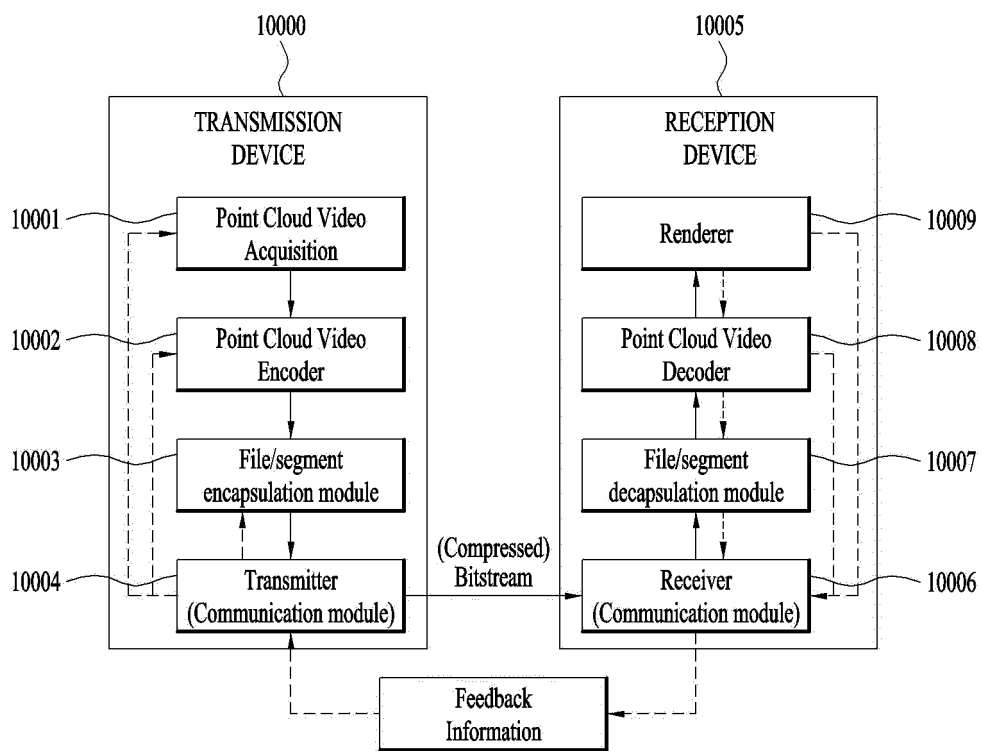 10000
10005
TRANSMISSION
DEVICE
RECEPTION
DEVICE
10001
Point Cloud Video
Acquisition
Renderer
10009
10002
Point Cloud Video
Encoder
Point Cloud Video
Decoder
10008
10003
File/segment
encapsulation module
File/segment
decapsulation module
10007
(Compressed)
Bitstream
10004
Transmitter
(Communication module)
Receiver
(Communication module)
10006
Feedback
Information